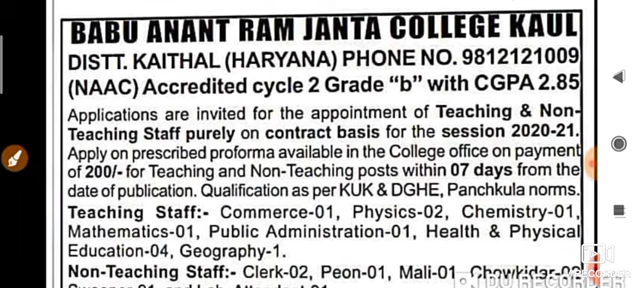 BABU ANANT RAM JANTA COLLEGE KAUL
DISTT. KAITHAL (HARYANA) PHONE NO. 9812121009
(NAAC) Accredited cycle 2 Grade “b” with CGPA 2.85
Applications are invited for the appointment of Teaching & Non-
Teaching Staff purely on contract basis for the session 2020-21.
Apply on prescribed proforma available in the College office on payment
of 200/- for Teaching and Non-Teaching posts within 07 days from the
date of publication. Qualification as per KUK & DGHE, Panchkula norms.
Teaching Staff:- Commerce-01, Physics-02, Chemistry-01,
Mathematics-01, Public Administration-01, Health & Physical
Education-04, Geography-1.
Non-Teaching Staff:- Clerk-02, Peon-01, Mali-01, Chowkidar-02
DU RECORDER